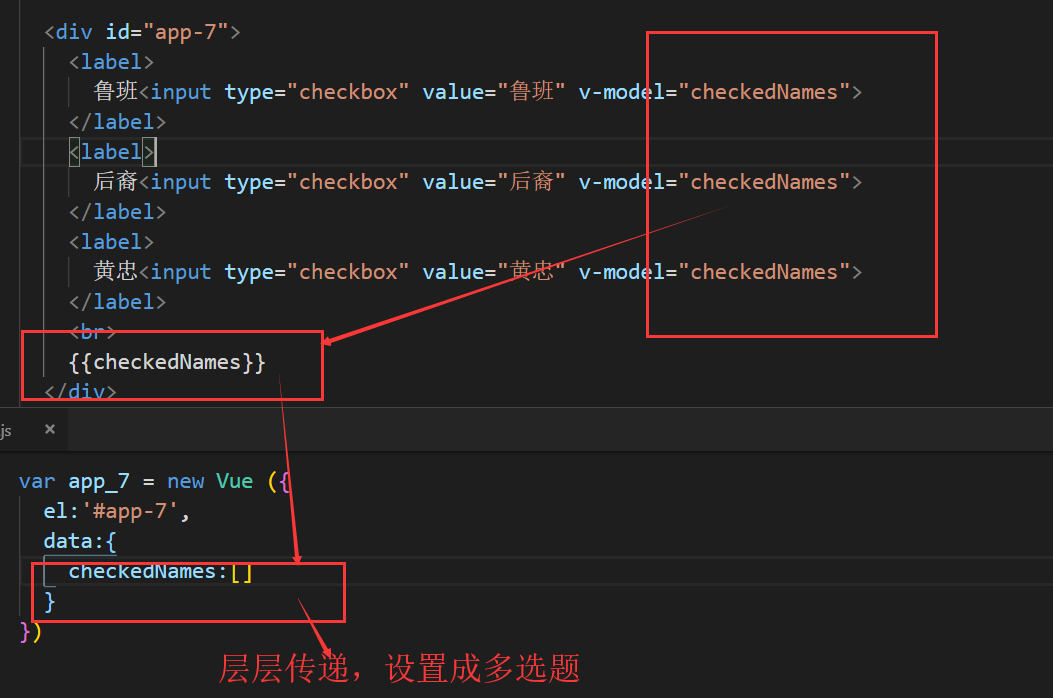 <div id="app-7">
<label>
鲁班<input type="checkbox" value="鲁班" v-model="checkedNames">
</label>
<label>
后裔<input type="checkbox" value="后裔" v-model="checkedNames">
</label>
<label>
黄忠<input type="checkbox" value="黄忠" v-model="checkedNames">
</label>
<br>
{{checkedNames}}
</div>
js ×
var app_7 = new Vue ({
el:'#app-7',
data:{
checkedNames:[]
}
})
层层传递，设置成多选题